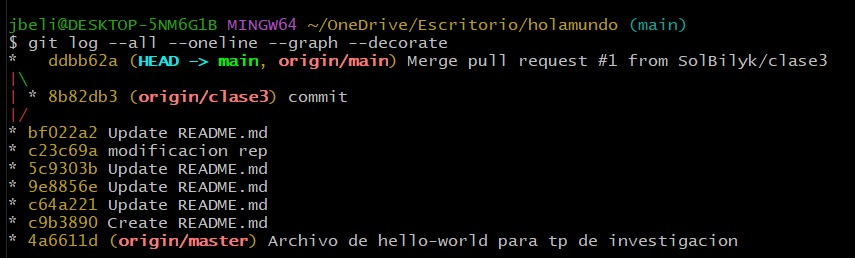 jbeli@DESKTOP-5NM6G1B MINGW64 ~/OneDrive/Escritorio/holamundo (main)
$ git log --all --oneline --graph --decorate
*   ddbb62a (HEAD -> main, origin/main) Merge pull request #1 from SolBilyk/clase3
|\
| * 8b82db3 (origin/clase3) commit
|/
* bf022a2 Update README.md
* c23c69a modificacion rep
* 5c9303b Update README.md
* 9e8856e Update README.md
* c64a221 Update README.md
* c9b3890 Create README.md
* 4a6611d (origin/master) Archivo de hello-world para tp de investigacion